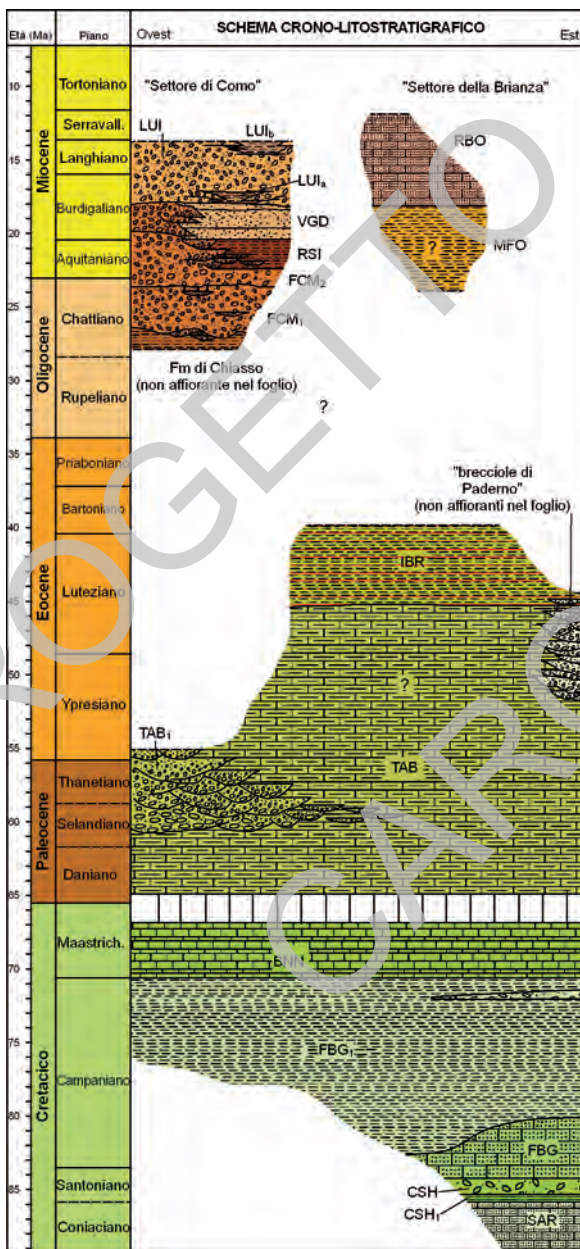 SCHEMA CRONO-LITOSTRATIGRAFICO
Età (Ma)
Piano
Ovest
Est
"Settore di Como"
"Settore della Brianza"
Miocene
Tortoniano
Serravall.
Langhiano
Burdigaliano
Aquitaniano
Oligocene
Chattiano
Rupeliano
Eocene
Priaboniano
Bartoniano
Luteziano
Ypresiano
Paleocene
Thanetiano
Selandiano
Daniano
Cretacico
Maastrich.
Campaniano
Santoniano
Coniaciano
10
15
20
25
30
35
40
45
50
55
60
65
70
75
80
85
LUI
LUIb
LUIa
VGD
RSI
FCM2
FCM1
Fm di Chiasso
(non affiorante nel foglio)
?
RBO
?
MFO
"brecciole di
Paderno"
(non affioranti nel foglio)
IBR
?
TAB1
TAB
BNN
FBG1
FBG
CSH
CSH1
SAR
ROGETTO
CARG